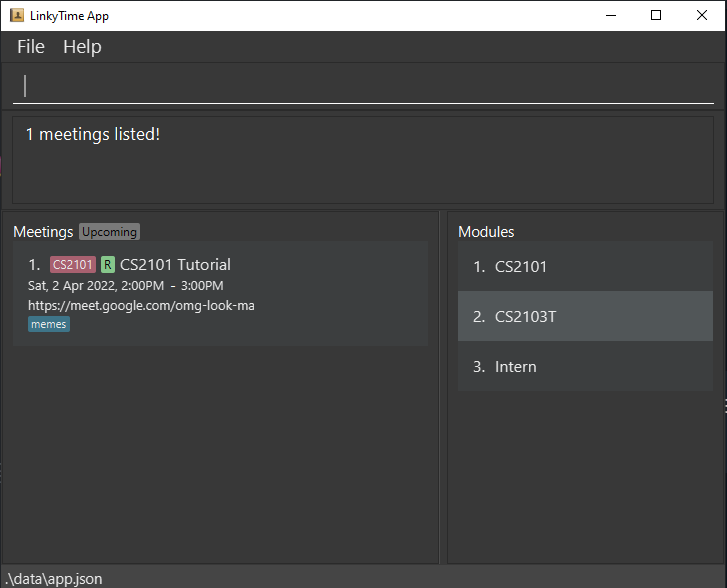 LinkyTime App
File Help
1 meetings listed!
Meetings Upcoming
1. CS2101 R CS2101 Tutorial
Sat, 2 Apr 2022, 2:00PM - 3:00PM
https://meet.google.com/omg-look-ma
memes
Modules
1. CS2101
2. CS2103T
3. Intern
.\data\app.json